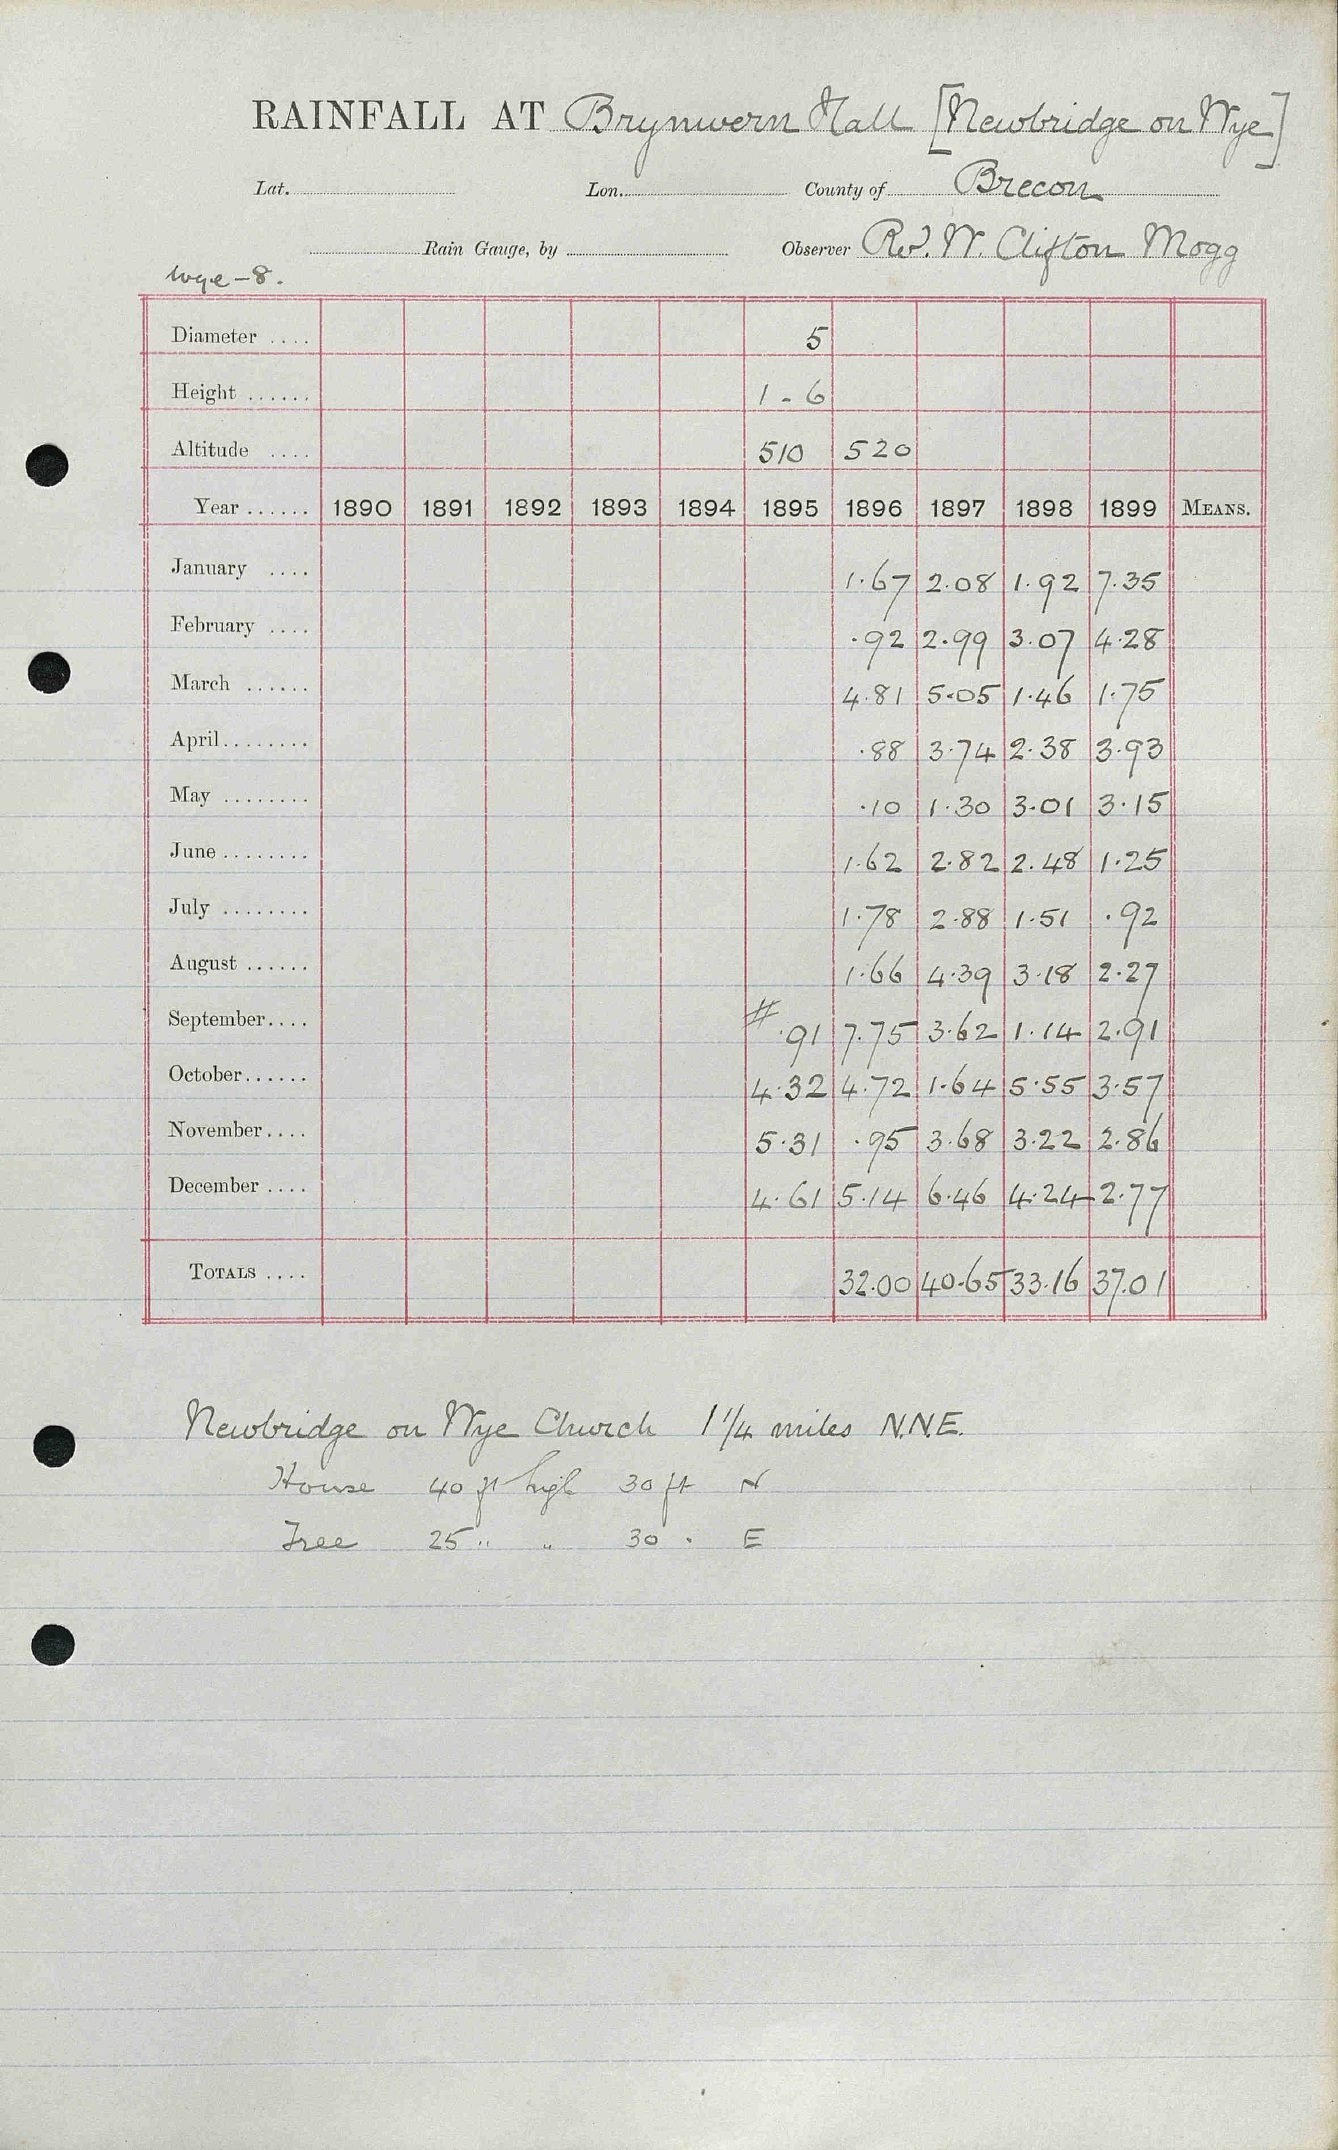 RAINFALL AT Brynwern Hall [Newbridge on Wye]
Lat. Lon. County of Brecon
Rain Gauge, by Observer Rev. W. Clifton Mogg
Wye-8.
Diameter .... 5
Height ...... 1-6
Altitude .... 510 520
Year ...... 1890 1891 1892 1893 1894 1895 1896 1897 1898 1899 MEANS.
January .... 1.67 2.08 1.92 7.35
February .... .92 2.99 3.07 4.28
March ...... 4.81 5.05 1.46 1.75
April........ .88 3.74 2.38 3.93
May ........ .10 1.30 3.01 3.15
June ........ 1.62 2.82 2.48 1.25
July ........ 1.78 2.88 1.51 .92
August ...... 1.66 4.39 3.18 2.27
September.... # .91 7.75 3.62 1.14 2.91
October...... 4.32 4.72 1.64 5.55 3.57
November.... 5.31 .95 3.68 3.22 2.86
December .... 4.61 5.14 6.46 4.24 2.77
TOTALS .... 32.00 40.65 33.16 37.01
Newbridge on Wye Church 1 1/4 miles N.N.E.
House 40 ft high 30 ft N
Tree 25 " " 30 . E